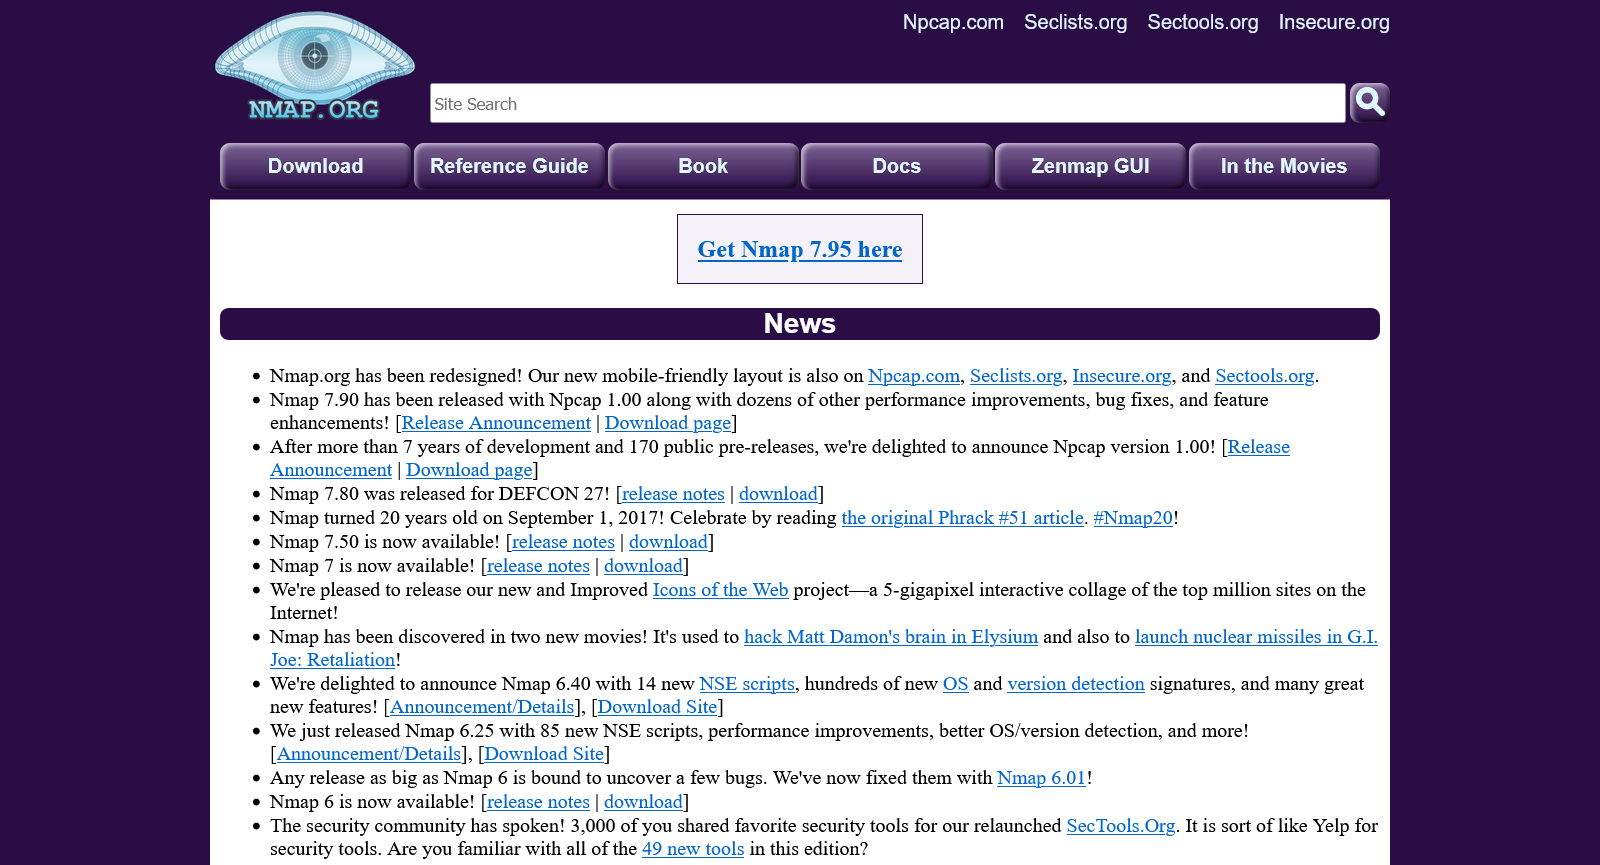 Npcap.com Seclists.org Sectools.org Insecure.org
NMAP.ORG
Site Search
Download Reference Guide Book Docs Zenmap GUI In the Movies
Get Nmap 7.95 here
News
Nmap.org has been redesigned! Our new mobile-friendly layout is also on Npcap.com, Seclists.org, Insecure.org, and Sectools.org.
Nmap 7.90 has been released with Npcap 1.00 along with dozens of other performance improvements, bug fixes, and feature
enhancements! [Release Announcement | Download page]
After more than 7 years of development and 170 public pre-releases, we're delighted to announce Npcap version 1.00! [Release
Announcement | Download page]
Nmap 7.80 was released for DEFCON 27! [release notes | download]
Nmap turned 20 years old on September 1, 2017! Celebrate by reading the original Phrack #51 article. #Nmap20!
Nmap 7.50 is now available! [release notes | download]
Nmap 7 is now available! [release notes | download]
We're pleased to release our new and Improved Icons of the Web project—a 5-gigapixel interactive collage of the top million sites on the
Internet!
Nmap has been discovered in two new movies! It's used to hack Matt Damon's brain in Elysium and also to launch nuclear missiles in G.I.
Joe: Retaliation!
We're delighted to announce Nmap 6.40 with 14 new NSE scripts, hundreds of new OS and version detection signatures, and many great
new features! [Announcement/Details], [Download Site]
We just released Nmap 6.25 with 85 new NSE scripts, performance improvements, better OS/version detection, and more!
[Announcement/Details], [Download Site]
Any release as big as Nmap 6 is bound to uncover a few bugs. We've now fixed them with Nmap 6.01!
Nmap 6 is now available! [release notes | download]
The security community has spoken! 3,000 of you shared favorite security tools for our relaunched SecTools.Org. It is sort of like Yelp for
security tools. Are you familiar with all of the 49 new tools in this edition?